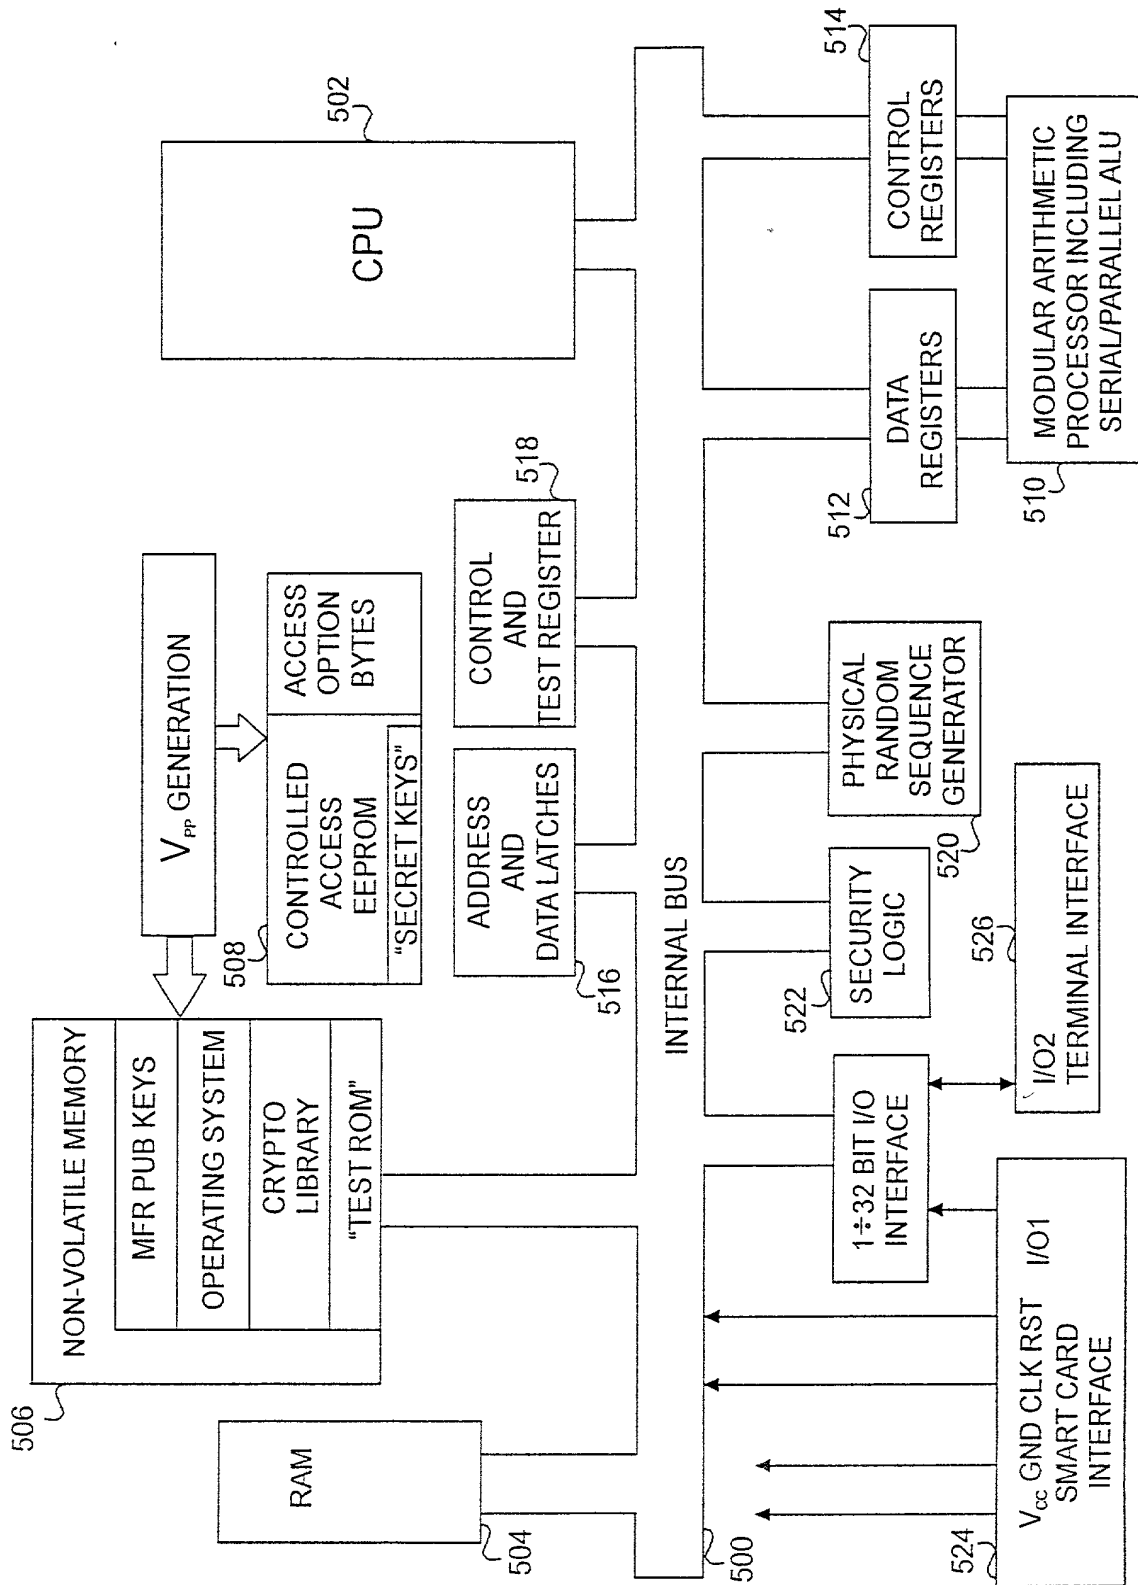 506
NON-VOLATILE MEMORY
MFR PUB KEYS
OPERATING SYSTEM
CRYPTO
LIBRARY
"TEST ROM"
VPP GENERATION
508
CONTROLLED
ACCESS
EEPROM
"SECRET KEYS"
ACCESS
OPTION
BYTES
502
CPU
504
RAM
516
ADDRESS
AND
DATA LATCHES
518
CONTROL
AND
TEST REGISTER
500
INTERNAL BUS
524
Vcc GND CLK RST I/O1
SMART CARD
INTERFACE
1÷32 BIT I/O
INTERFACE
526
I/O2
TERMINAL INTERFACE
522
SECURITY
LOGIC
520
PHYSICAL
RANDOM
SEQUENCE
GENERATOR
512
DATA
REGISTERS
514
CONTROL
REGISTERS
510
MODULAR ARITHMETIC
PROCESSOR INCLUDING
SERIAL/PARALLEL ALU